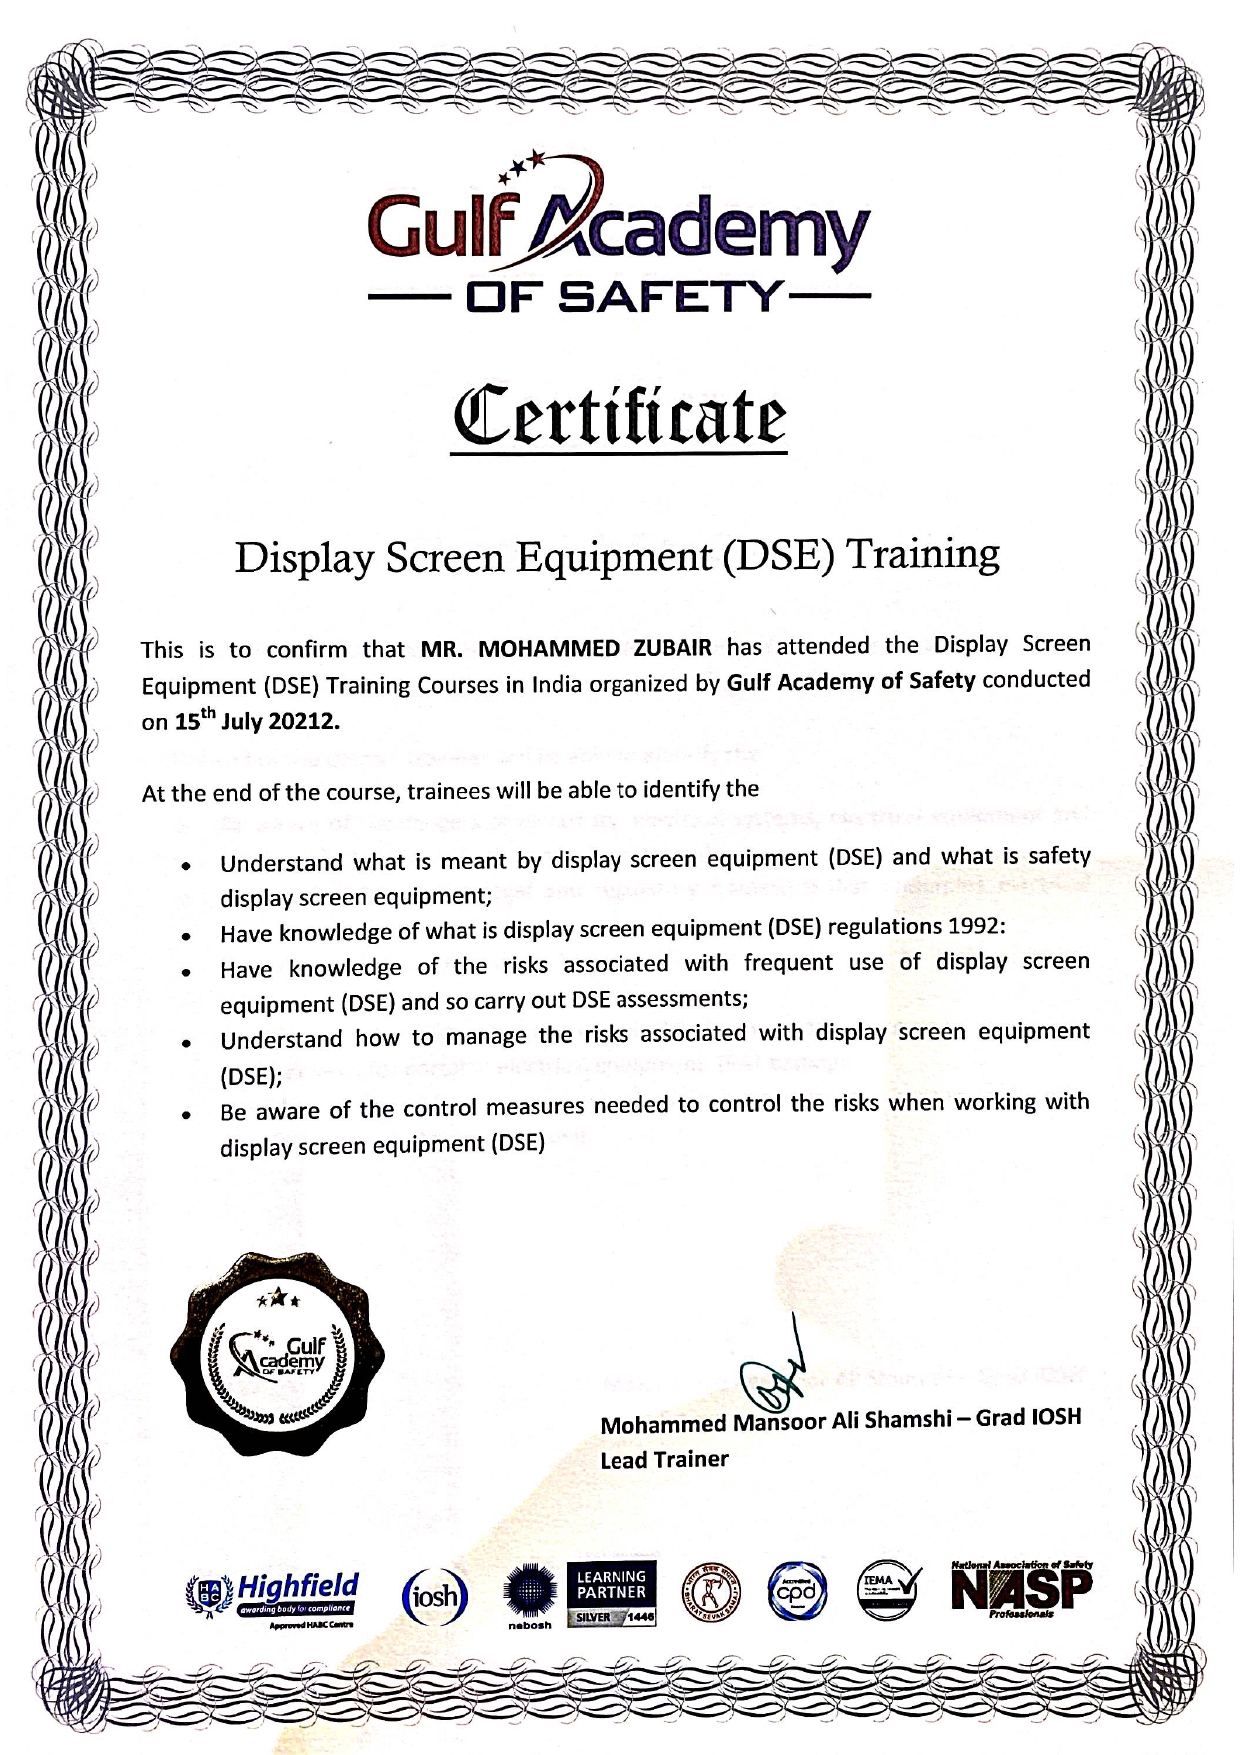 Gulf Academy
OF SAFETY
Certificate
Display Screen Equipment (DSE) Training
This is to confirm that MR. MOHAMMED ZUBAIR has attended the Display Screen
Equipment (DSE) Training Courses in India organized by Gulf Academy of Safety conducted
on 15th July 20212.
At the end of the course, trainees will be able to identify the
• Understand what is meant by display screen equipment (DSE) and what is safety
display screen equipment;
• Have knowledge of what is display screen equipment (DSE) regulations 1992:
• Have knowledge of the risks associated with frequent use of display screen
equipment (DSE) and so carry out DSE assessments;
• Understand how to manage the risks associated with display screen equipment
(DSE);
• Be aware of the control measures needed to control the risks when working with
display screen equipment (DSE)
Gulf
Academy
OF SAFETY
Mohammed Mansoor Ali Shamshi – Grad IOSH
Lead Trainer
HABC
Highfield
awarding body for compliance
Approved HABC Centre
iosh
nebosh
LEARNING
PARTNER
SILVER 1446
BHARAT SEVAK SAMAJ
Accredited
cpd
IEMA
National Association of Safety
NASP
Professionals